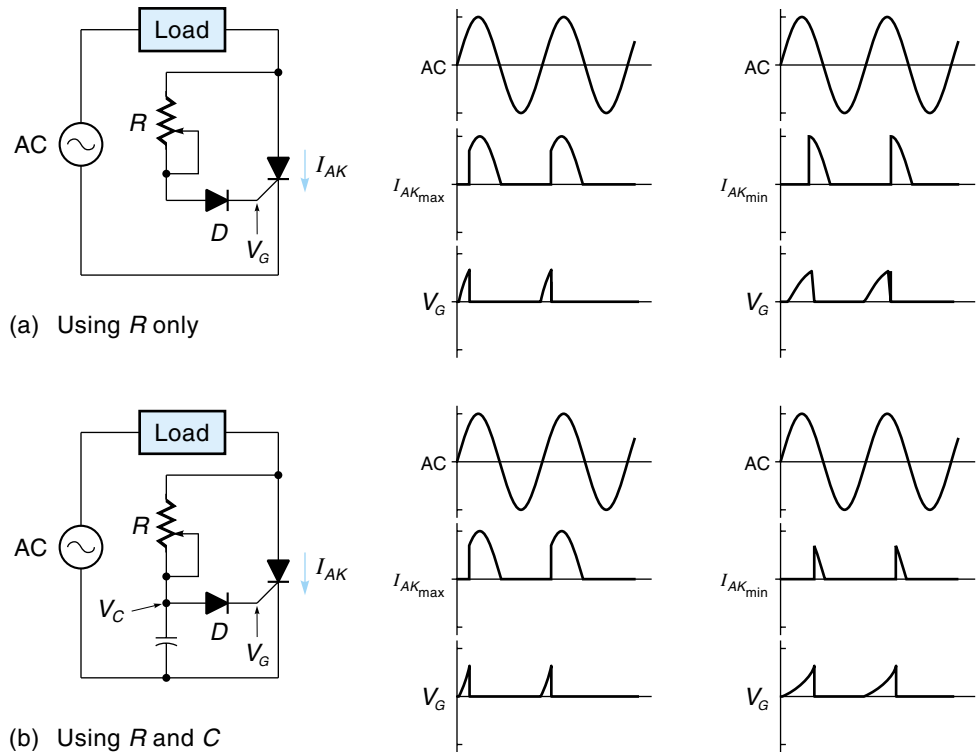 Load
AC
R
I_AK
D
V_G
(a) Using R only
AC
I_AKmax
V_G
AC
I_AKmin
V_G
Load
AC
R
I_AK
V_C
D
V_G
(b) Using R and C
AC
I_AKmax
V_G
AC
I_AKmin
V_G